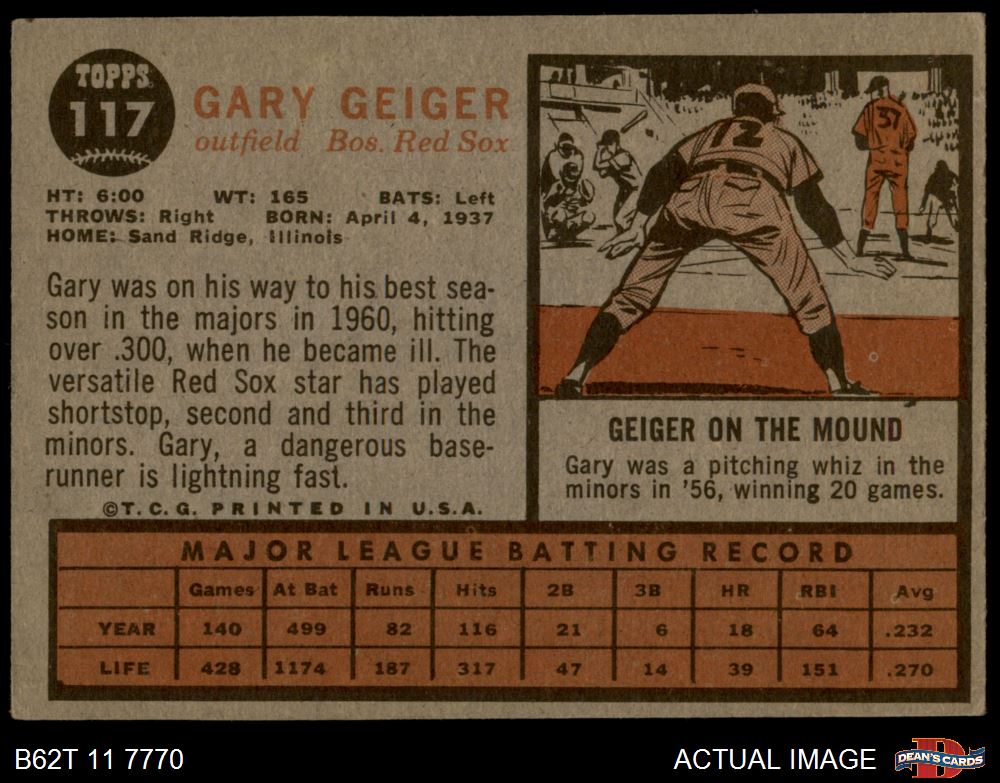 TOPPS
117
GARY GEIGER
outfield Bos. Red Sox
HT: 6:00 WT: 165 BATS: Left
THROWS: Right BORN: April 4, 1937
HOME: Sand Ridge, Illinois
Gary was on his way to his best sea-
son in the majors in 1960, hitting
over .300, when he became ill. The
versatile Red Sox star has played
shortstop, second and third in the
minors. Gary, a dangerous base-
runner is lightning fast.
©T.C.G. PRINTED IN U.S.A.
12
37
GEIGER ON THE MOUND
Gary was a pitching whiz in the
minors in '56, winning 20 games.
MAJOR LEAGUE BATTING RECORD
Games At Bat Runs Hits 2B 3B HR RBI Avg
YEAR 140 499 82 116 21 6 18 64 .232
LIFE 428 1174 187 317 47 14 39 151 .270
B62T 11 7770
ACTUAL IMAGE
DEAN'S CARDS